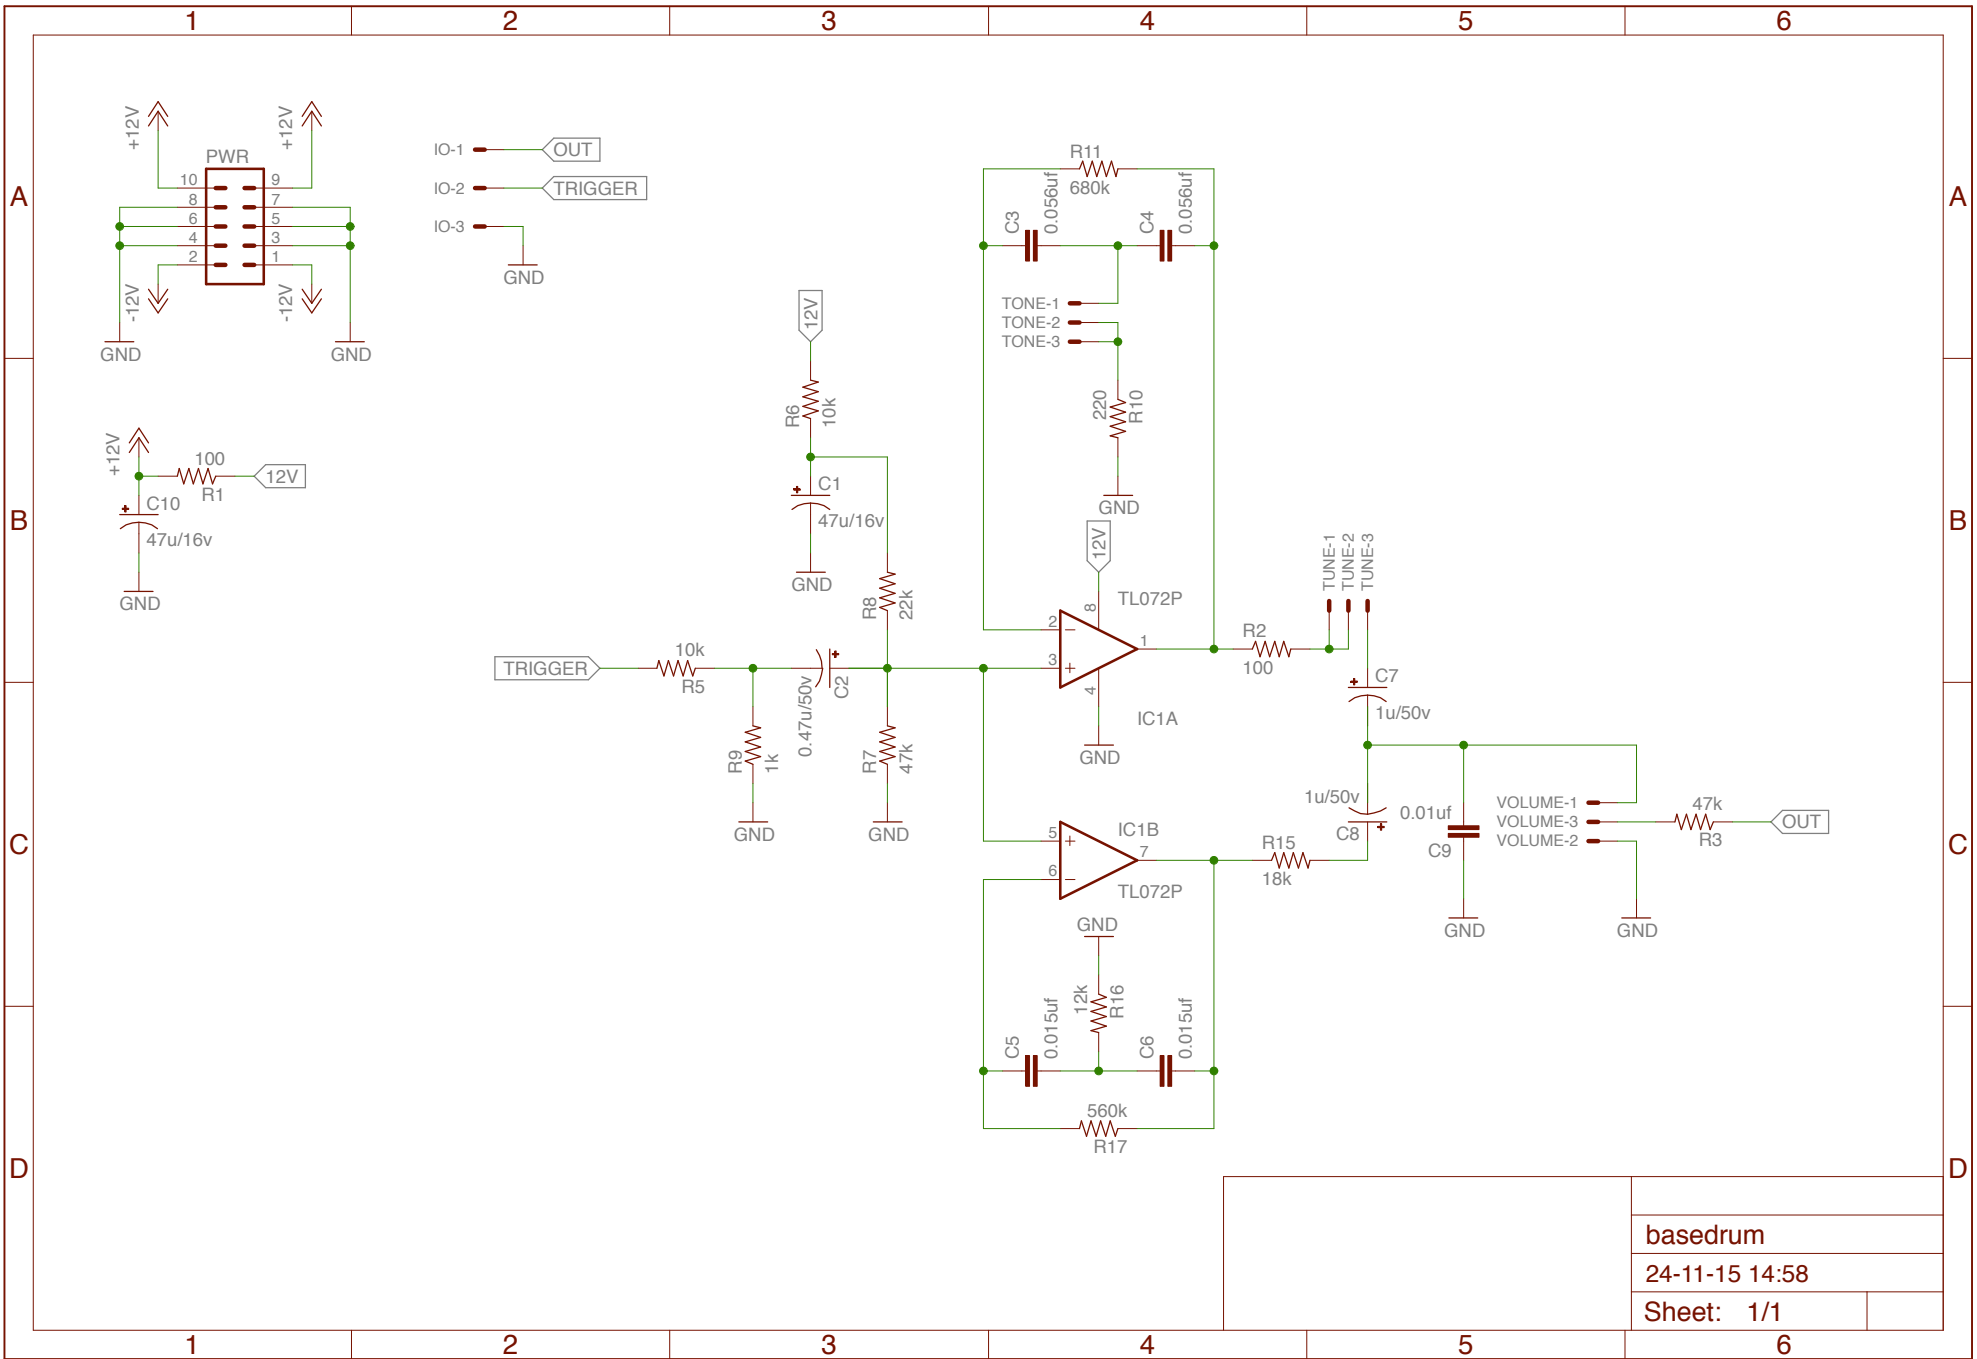 1 2 3 4 5 6
A A
B B
C C
D D
+12V
+12V
PWR
10 9
8 7
6 5
4 3
2 1
-12V
-12V
GND
GND
IO-1 OUT
IO-2 TRIGGER
IO-3
GND
+12V
100
R1
12V
C10
47u/16v
GND
12V
R6
10k
C1
47u/16v
GND
R8
22k
TRIGGER
10k
R5
R9
1k
GND
0.47u/50v
C2
R7
47k
GND
R11
680k
C3
0.056uf
C4
0.056uf
TONE-1
TONE-2
TONE-3
220
R10
GND
12V
8
TL072P
2
3
1
4
IC1A
GND
R2
100
TUNE-1
TUNE-2
TUNE-3
C7
1u/50v
1u/50v
C8
0.01uf
C9
GND
VOLUME-1
VOLUME-3
VOLUME-2
GND
47k
R3
OUT
IC1B
5
6
7
TL072P
R15
18k
GND
12k
R16
C5
0.015uf
C6
0.015uf
560k
R17
basedrum
24-11-15 14:58
Sheet: 1/1
1 2 3 4 5 6